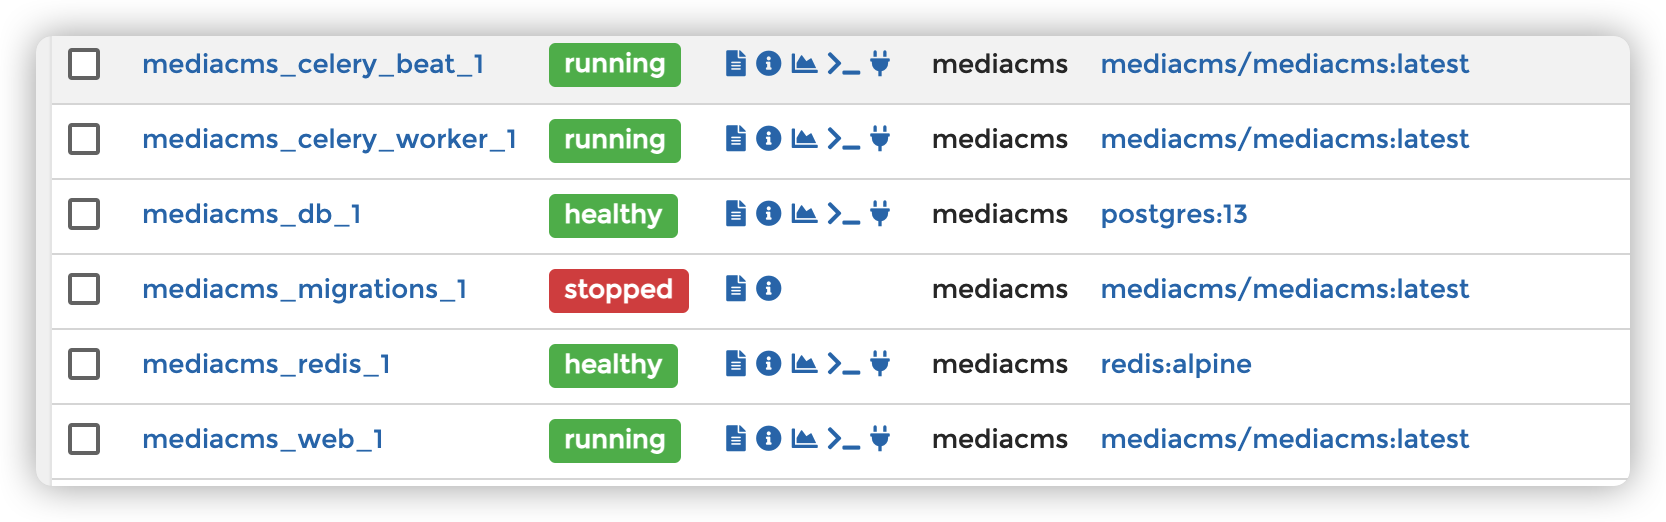 mediacms_celery_beat_1 running mediacms mediacms/mediacms:latest
mediacms_celery_worker_1 running mediacms mediacms/mediacms:latest
mediacms_db_1 healthy mediacms postgres:13
mediacms_migrations_1 stopped mediacms mediacms/mediacms:latest
mediacms_redis_1 healthy mediacms redis:alpine
mediacms_web_1 running mediacms mediacms/mediacms:latest